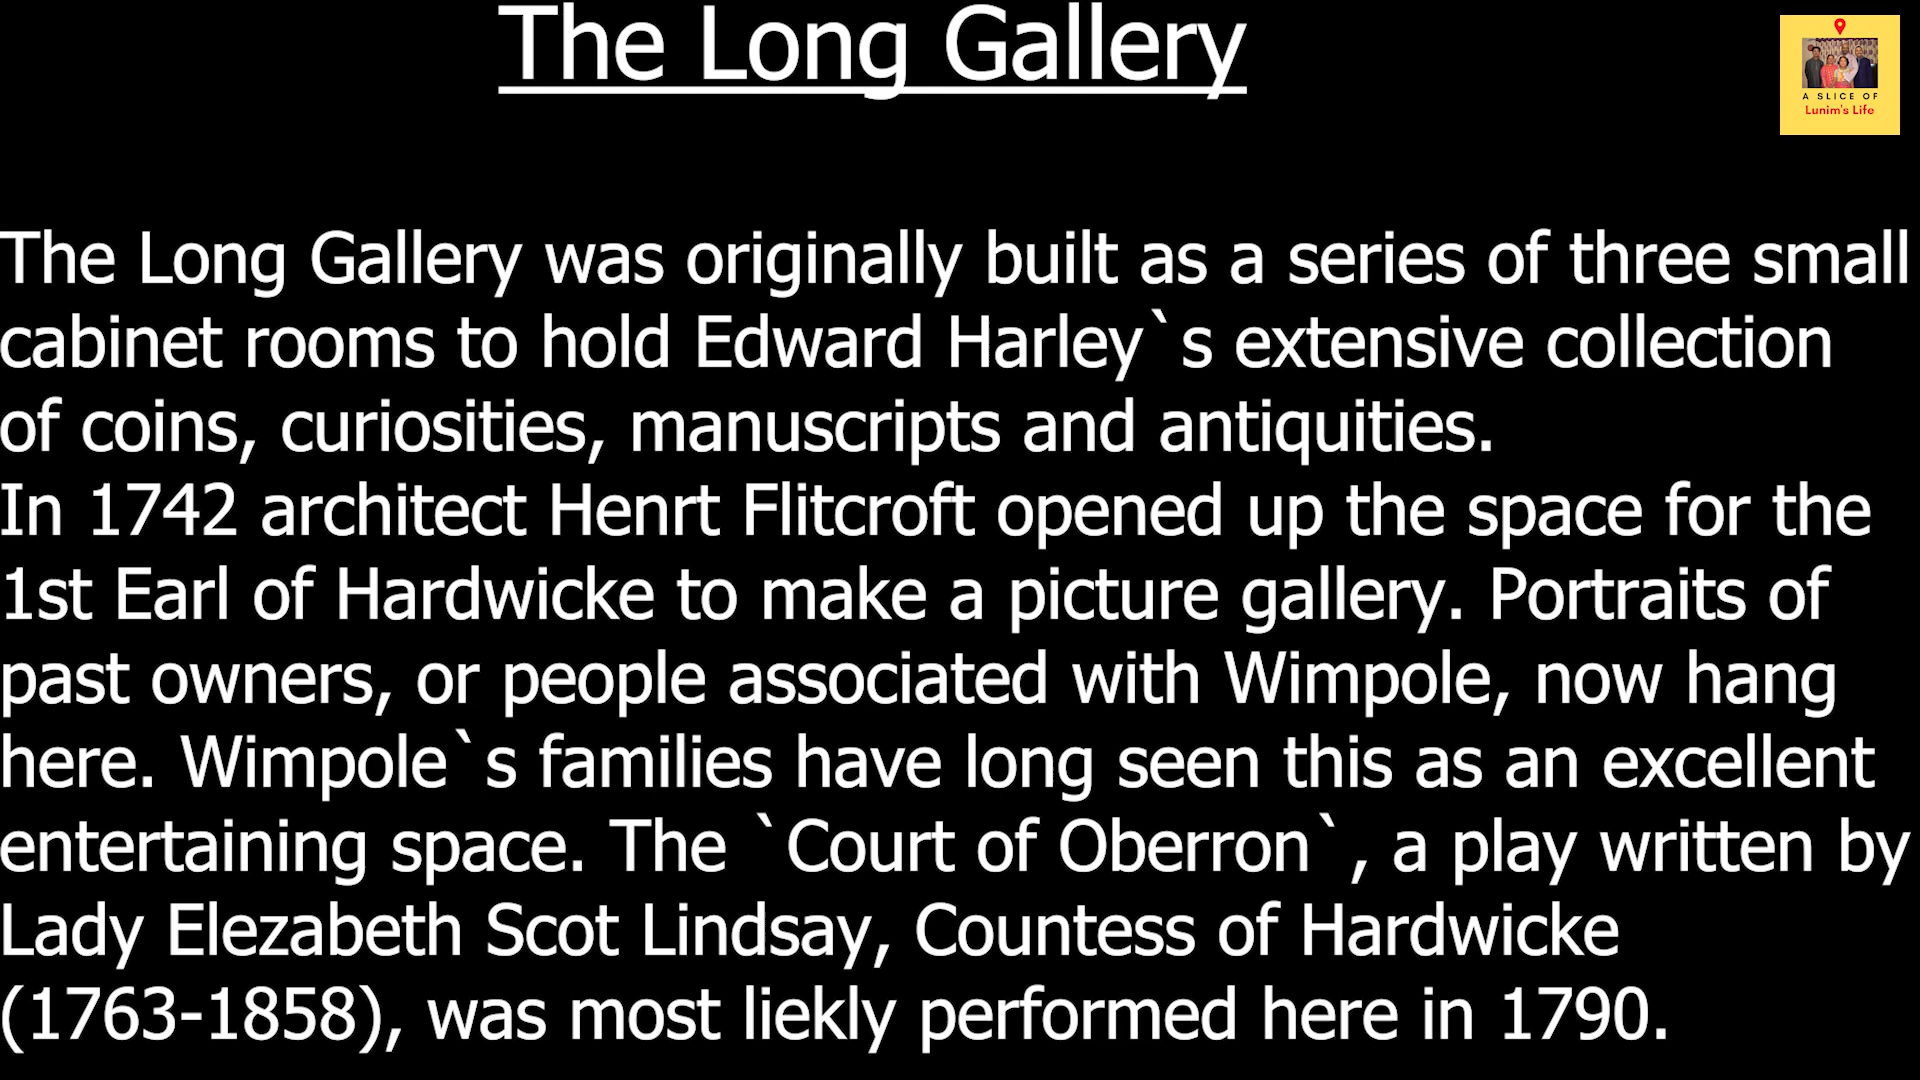 The Long Gallery
A SLICE OF
Lunim's Life
The Long Gallery was originally built as a series of three small
cabinet rooms to hold Edward Harley`s extensive collection
of coins, curiosities, manuscripts and antiquities.
In 1742 architect Henrt Flitcroft opened up the space for the
1st Earl of Hardwicke to make a picture gallery. Portraits of
past owners, or people associated with Wimpole, now hang
here. Wimpole`s families have long seen this as an excellent
entertaining space. The `Court of Oberron`, a play written by
Lady Elezabeth Scot Lindsay, Countess of Hardwicke
(1763-1858), was most liekly performed here in 1790.